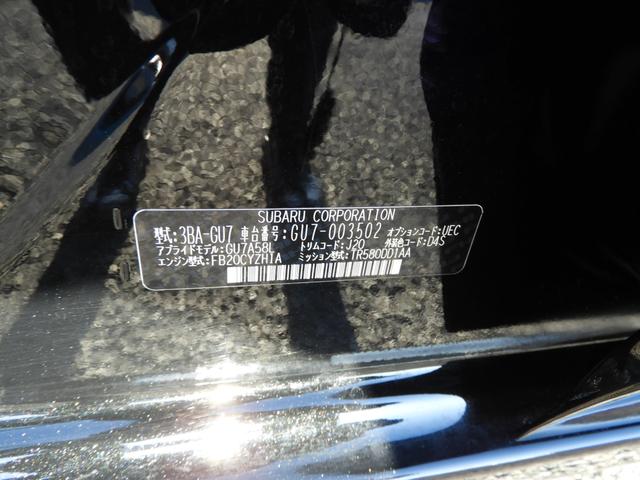 SUBARU CORPORATION
型式:3BA-GU7 車台番号:GU7-003502 オプションコード:UEC
アプライドモデル:GU7A58L トリムコード:J20 外装色コード:D4S
エンジン型式:FB20CYZH1A ミッション型式:TR580DD1AA